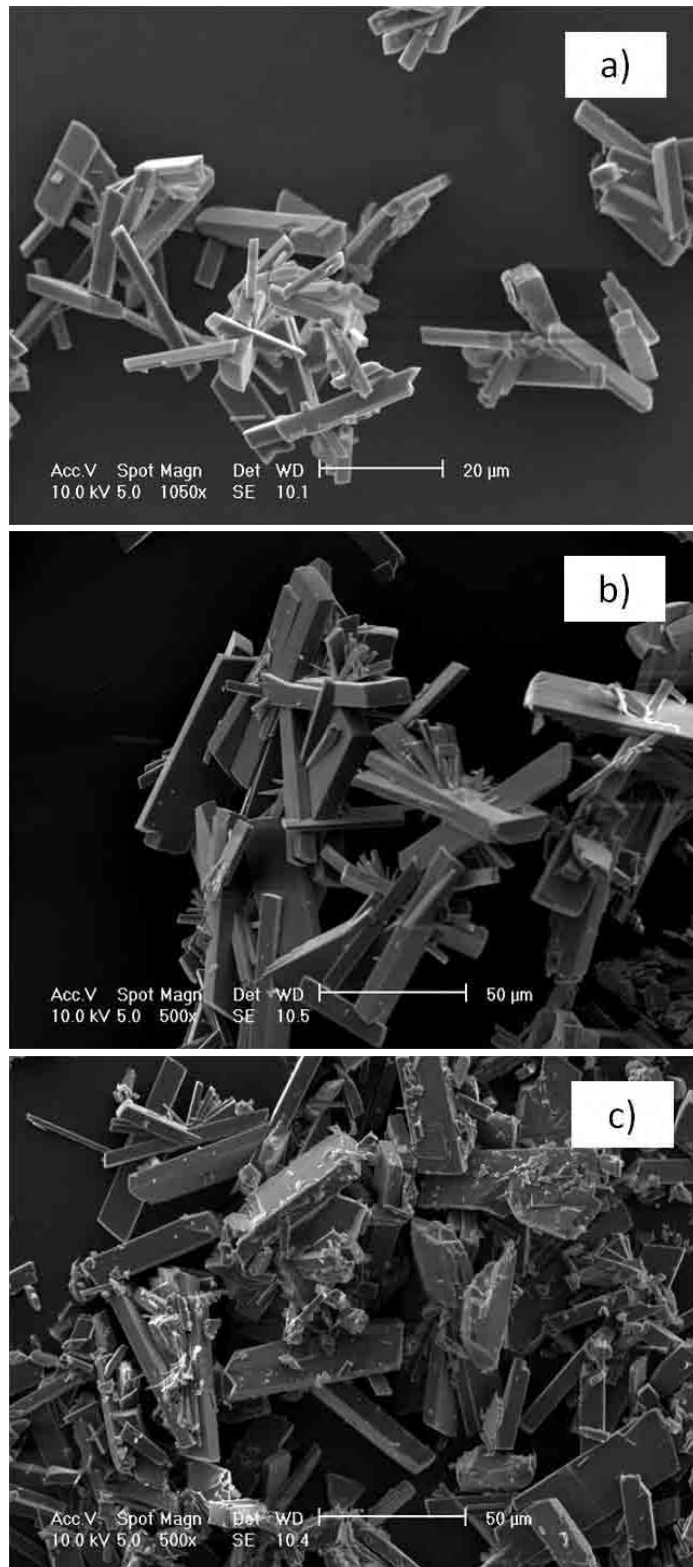 a)
Acc.V Spot Magn Det WD 20 µm
10.0 kV 5.0 1050x SE 10.1
b)
Acc.V Spot Magn Det WD 50 µm
10.0 kV 5.0 500x SE 10.5
c)
Acc.V Spot Magn Det WD 50 µm
10.0 kV 5.0 500x SE 10.4